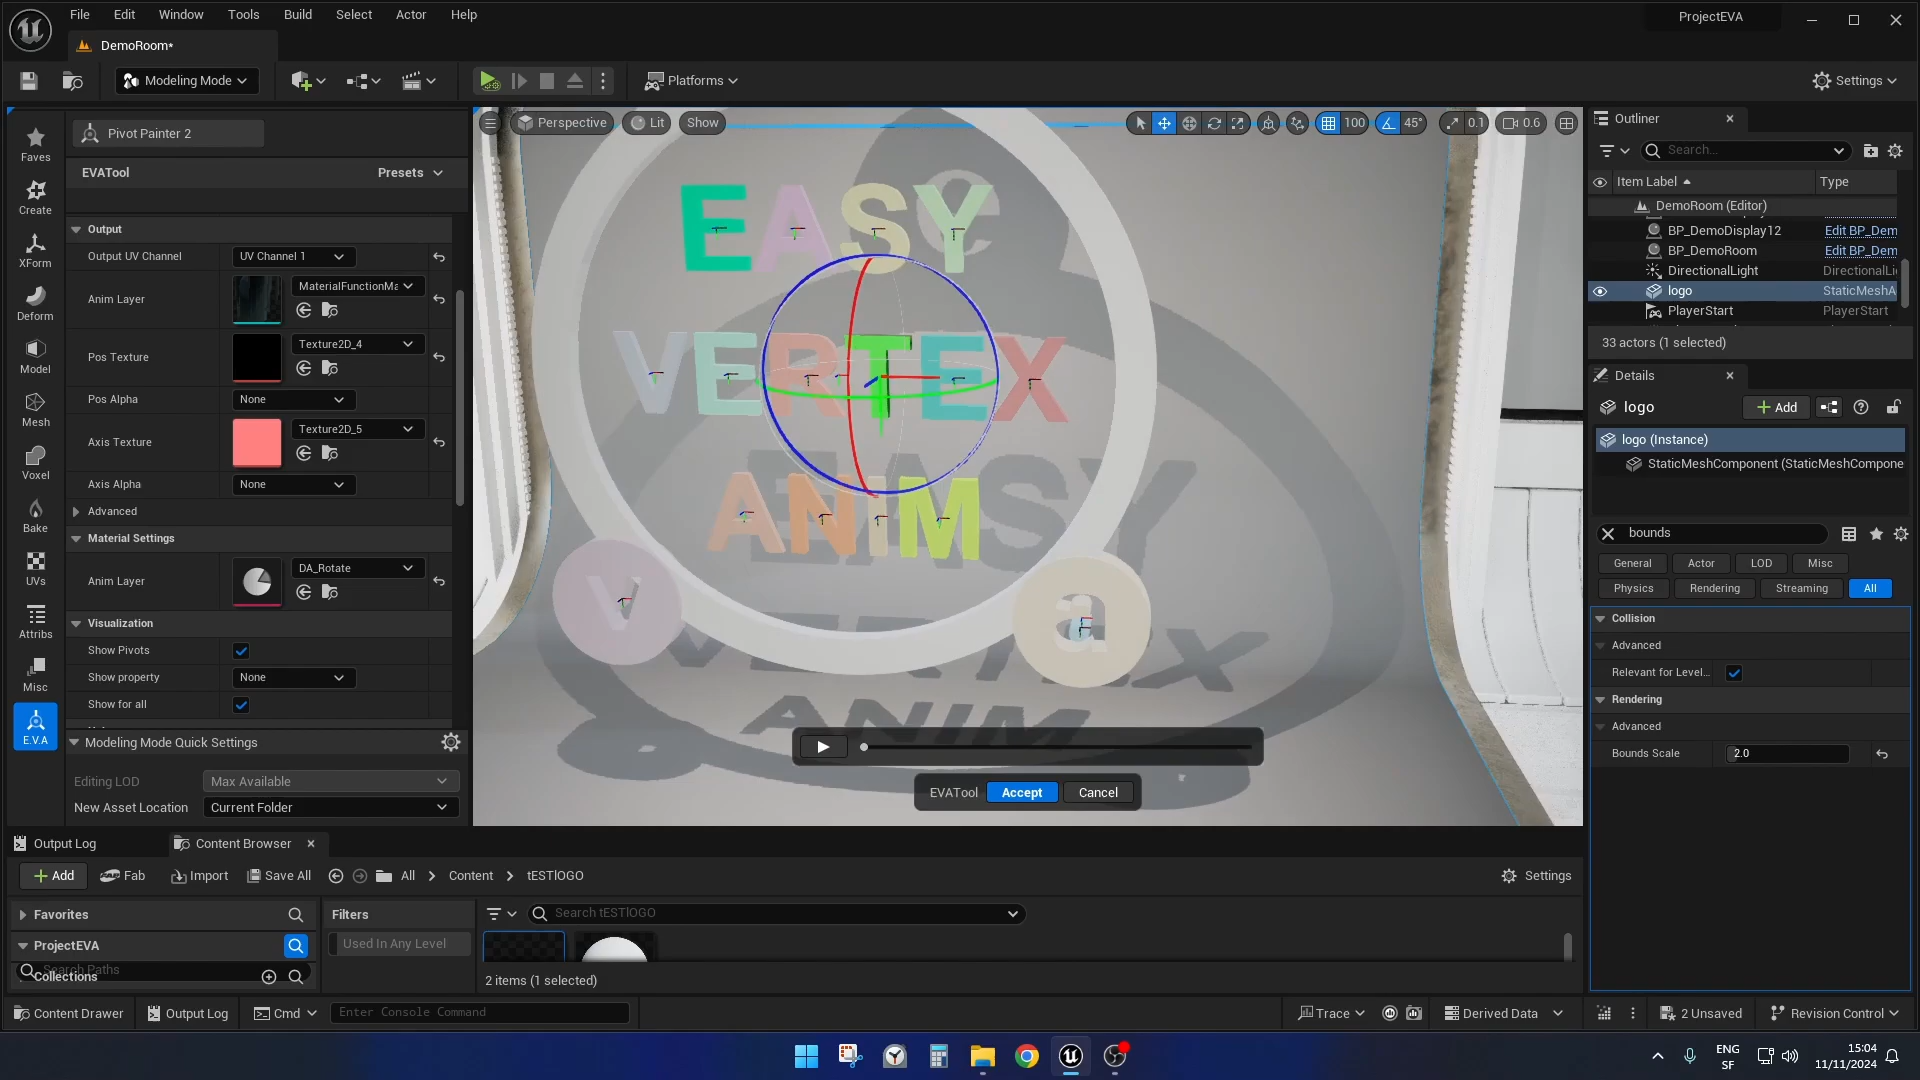 File Edit Window Tools Build Select Actor Help
ProjectEVA
DemoRoom*
Modeling Mode
Platforms
Settings
Pivot Painter 2
EVATool Presets
Faves
Create
XForm
Deform
Model
Mesh
Voxel
Bake
UVs
Attribs
Misc
E.V.A
Output
Output UV Channel UV Channel 1
Anim Layer MaterialFunctionMa
Pos Texture Texture2D_4
Pos Alpha None
Axis Texture Texture2D_5
Axis Alpha None
Advanced
Material Settings
Anim Layer DA_Rotate
Visualization
Show Pivots
Show property None
Show for all
Modeling Mode Quick Settings
Editing LOD Max Available
New Asset Location Current Folder
Perspective Lit Show
100 45° 0.1 0.6
e
EASY
VERTEX
ANIM
v a
EASY
VERTEX
ANIM
EVATool Accept Cancel
Outliner
Search...
Item Label Type
DemoRoom (Editor)
BP_DemoDisplay12 Edit BP_Dem
BP_DemoRoom Edit BP_Dem
DirectionalLight DirectionalLi
logo StaticMeshA
PlayerStart PlayerStart
33 actors (1 selected)
Details
logo Add
logo (Instance)
StaticMeshComponent (StaticMeshCompone
bounds
General Actor LOD Misc
Physics Rendering Streaming All
Collision
Advanced
Relevant for Level...
Rendering
Advanced
Bounds Scale 2.0
Output Log Content Browser
Add Fab Import Save All All > Content > tESTlOGO Settings
Favorites
ProjectEVA
Search Paths
Collections
Filters
Used In Any Level
Search tESTlOGO
2 items (1 selected)
Content Drawer Output Log Cmd Enter Console Command
Trace Derived Data 2 Unsaved Revision Control
ENG
SF
15:04
11/11/2024